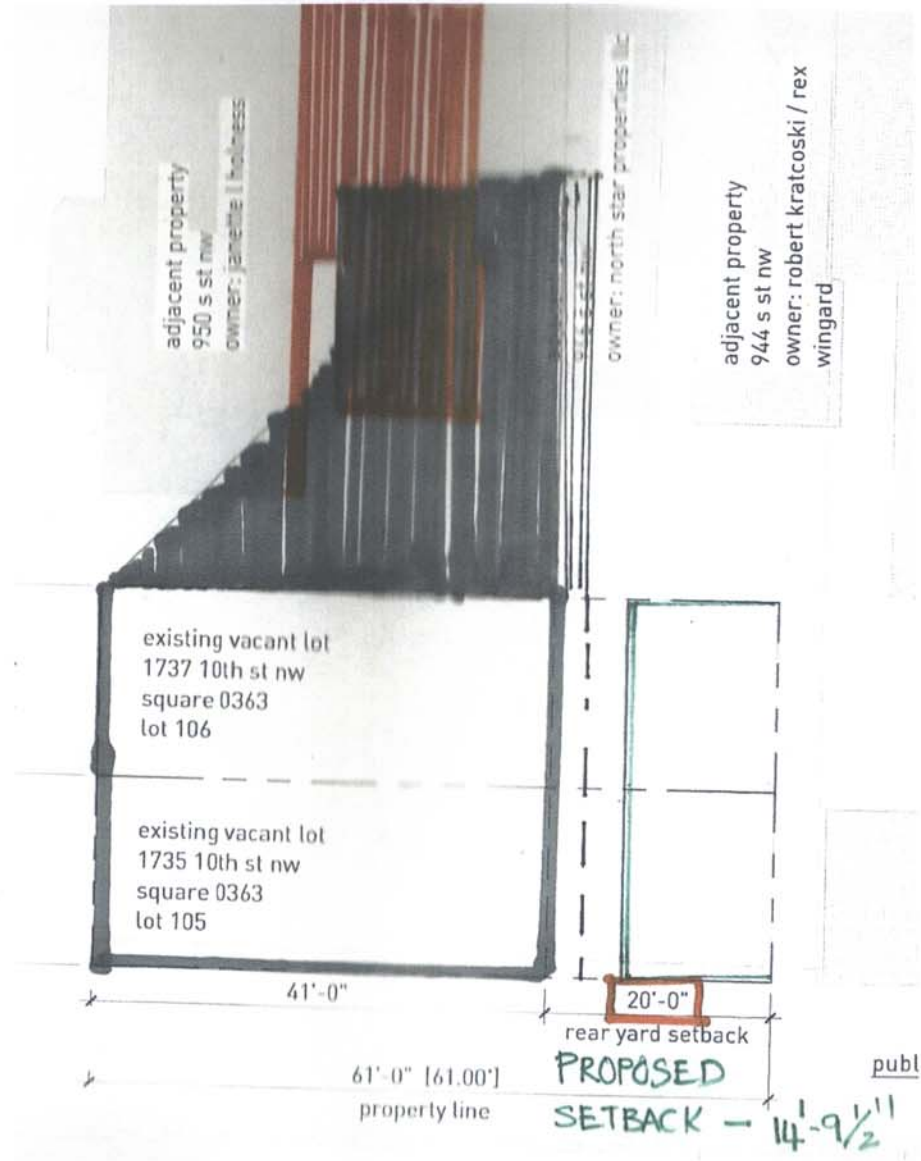 adjacent property
950 s st nw
owner: janette l holness
owner: north star properties llc
adjacent property
944 s st nw
owner: robert kratcoski / rex
wingard
existing vacant lot
1737 10th st nw
square 0363
lot 106
existing vacant lot
1735 10th st nw
square 0363
lot 105
41'-0"
20'-0"
rear yard setback
61'-0" [61.00']
property line
PROPOSED
SETBACK - 14'-9 1/2"
publ